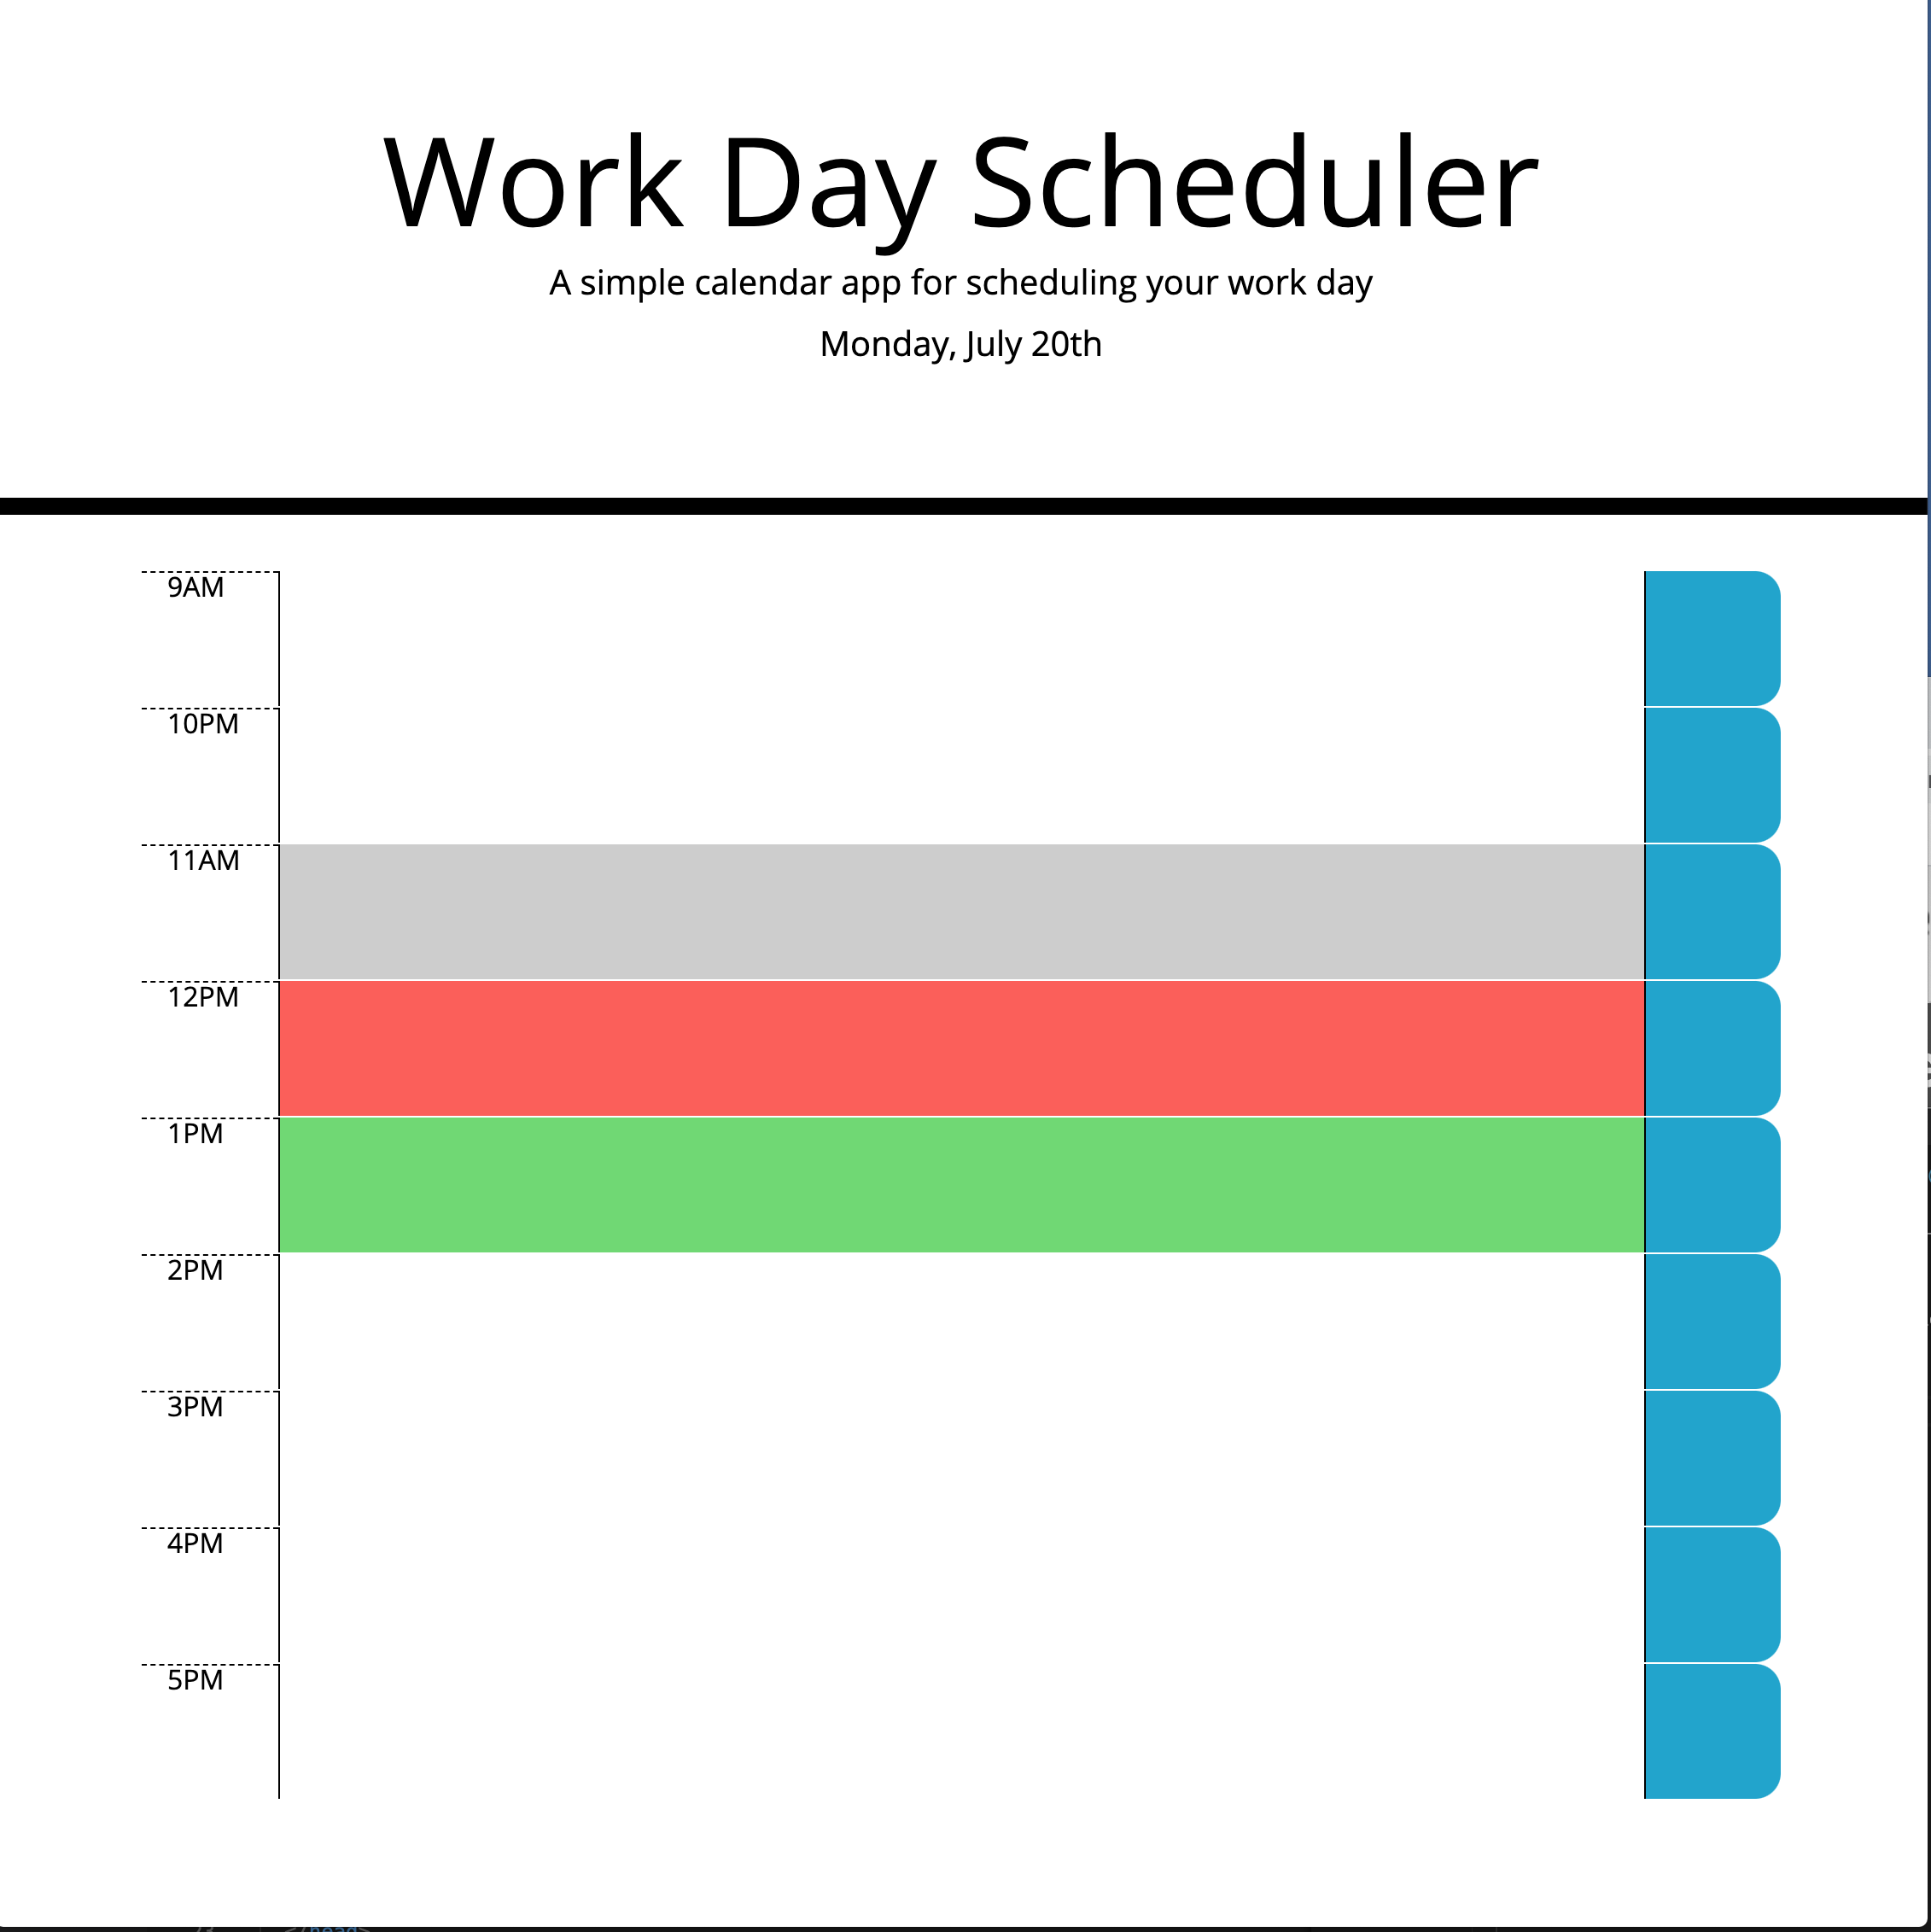 Work Day Scheduler
A simple calendar app for scheduling your work day
Monday, July 20th
9AM
10PM
11AM
12PM
1PM
2PM
3PM
4PM
5PM